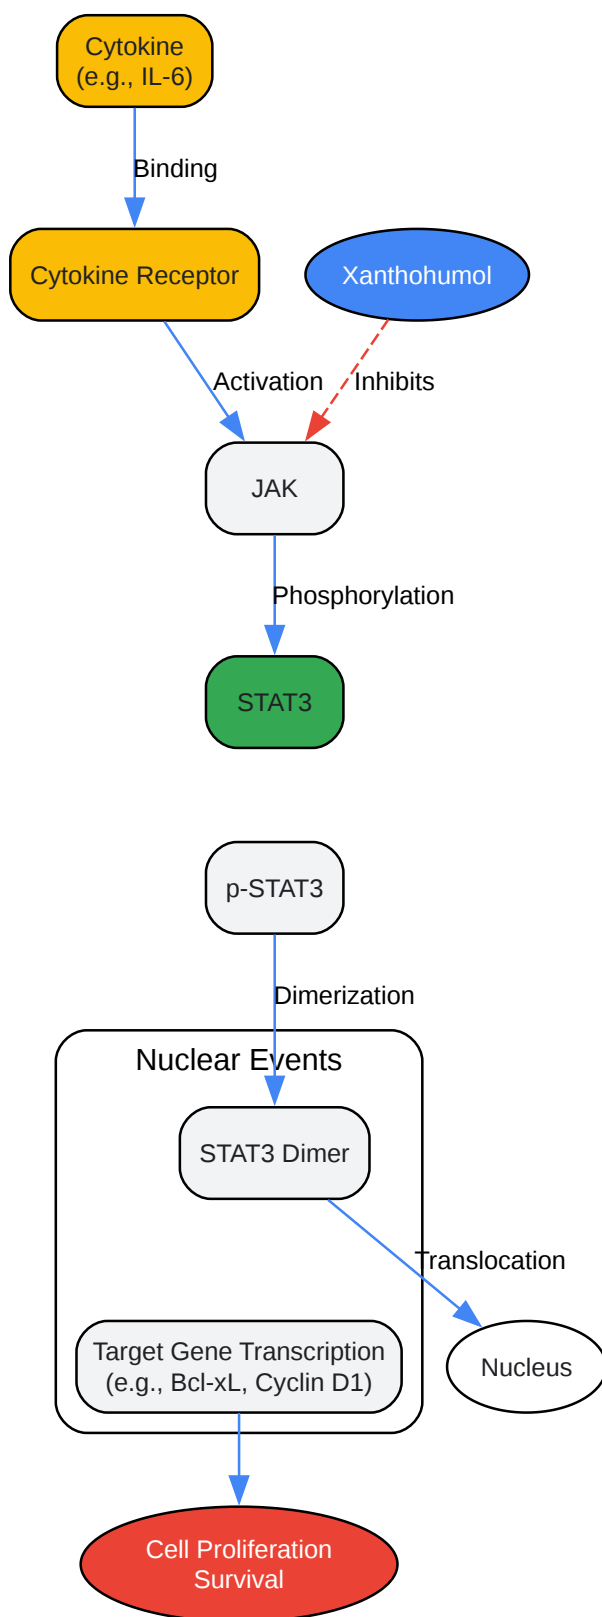 Cytokine
(e.g., IL-6)
Binding
Cytokine Receptor
Xanthohumol
Activation
Inhibits
JAK
Phosphorylation
STAT3
p-STAT3
Dimerization
Nuclear Events
STAT3 Dimer
Translocation
Target Gene Transcription
(e.g., Bcl-xL, Cyclin D1)
Nucleus
Cell Proliferation
Survival